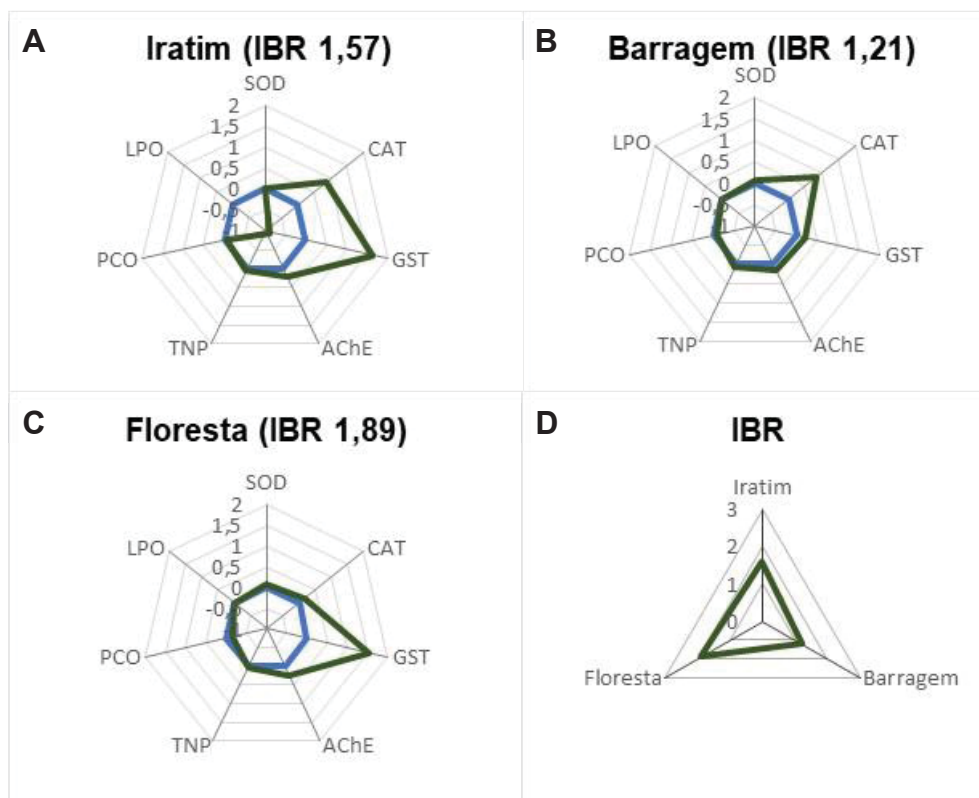 A
Iratim (IBR 1,57)
SOD
2
1,5
1
0,5
0
CAT
LPO
GST
PCO
AChE
TNP
B
Barragem (IBR 1,21)
SOD
2
1,5
1
0,5
0
CAT
LPO
GST
PCO
AChE
TNP
C
Floresta (IBR 1,89)
SOD
2
1,5
1
0,5
0
CAT
LPO
GST
PCO
AChE
TNP
D
IBR
Iratim
3
2
1
0
Floresta
Barragem